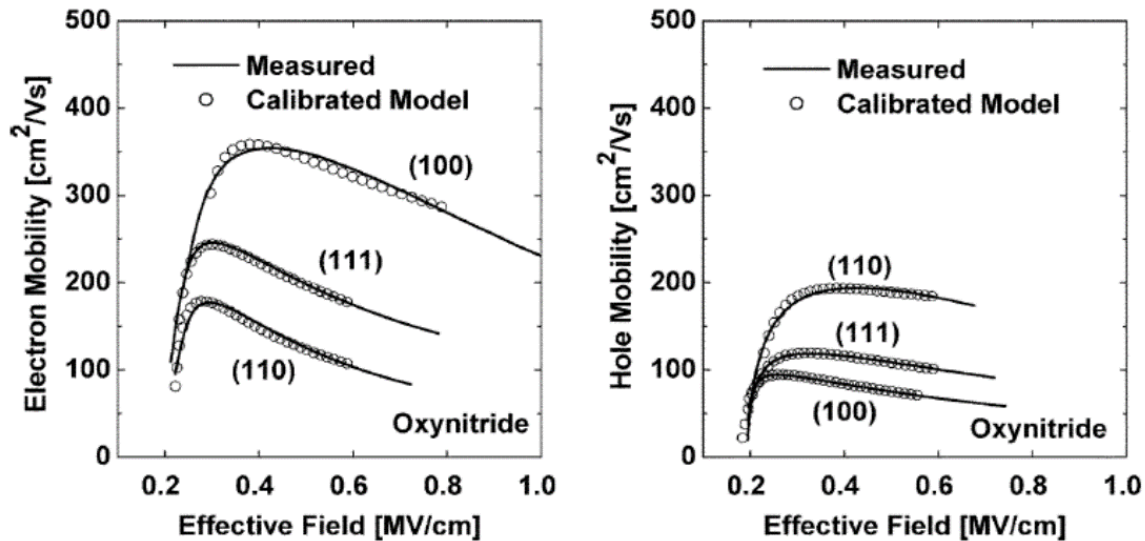 500
400
300
200
100
0
0.2 0.4 0.6 0.8 1.0
Electron Mobility [cm²/Vs]
Effective Field [MV/cm]
Measured
Calibrated Model
(100)
(111)
(110)
Oxynitride
500
400
300
200
100
0
0.2 0.4 0.6 0.8 1.0
Hole Mobility [cm²/Vs]
Effective Field [MV/cm]
Measured
Calibrated Model
(110)
(111)
(100)
Oxynitride